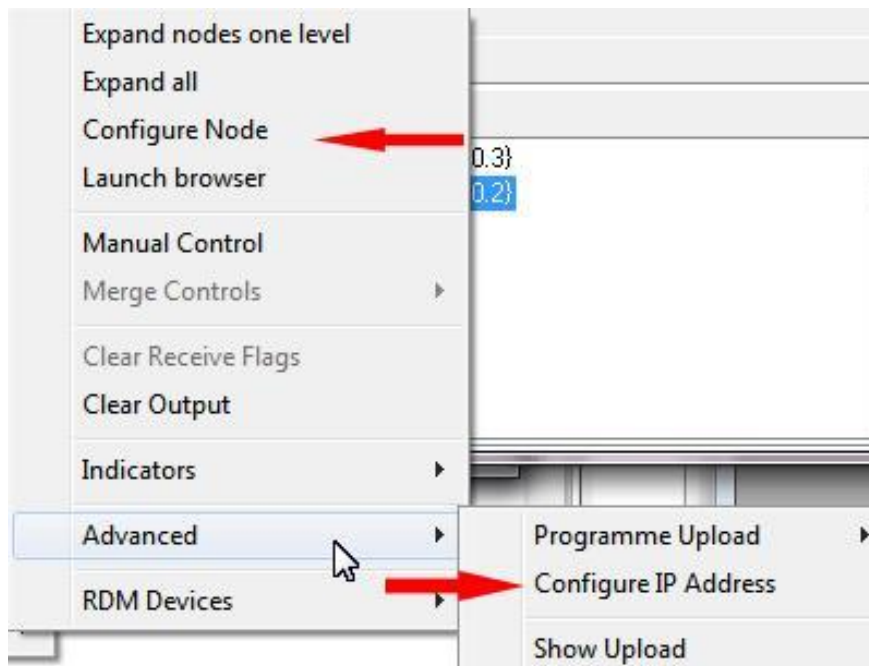 Expand nodes one level
Expand all
Configure Node
Launch browser
0.3}
0.2}
Manual Control
Merge Controls
Clear Receive Flags
Clear Output
Indicators
Advanced
RDM Devices
Programme Upload
Configure IP Address
Show Upload